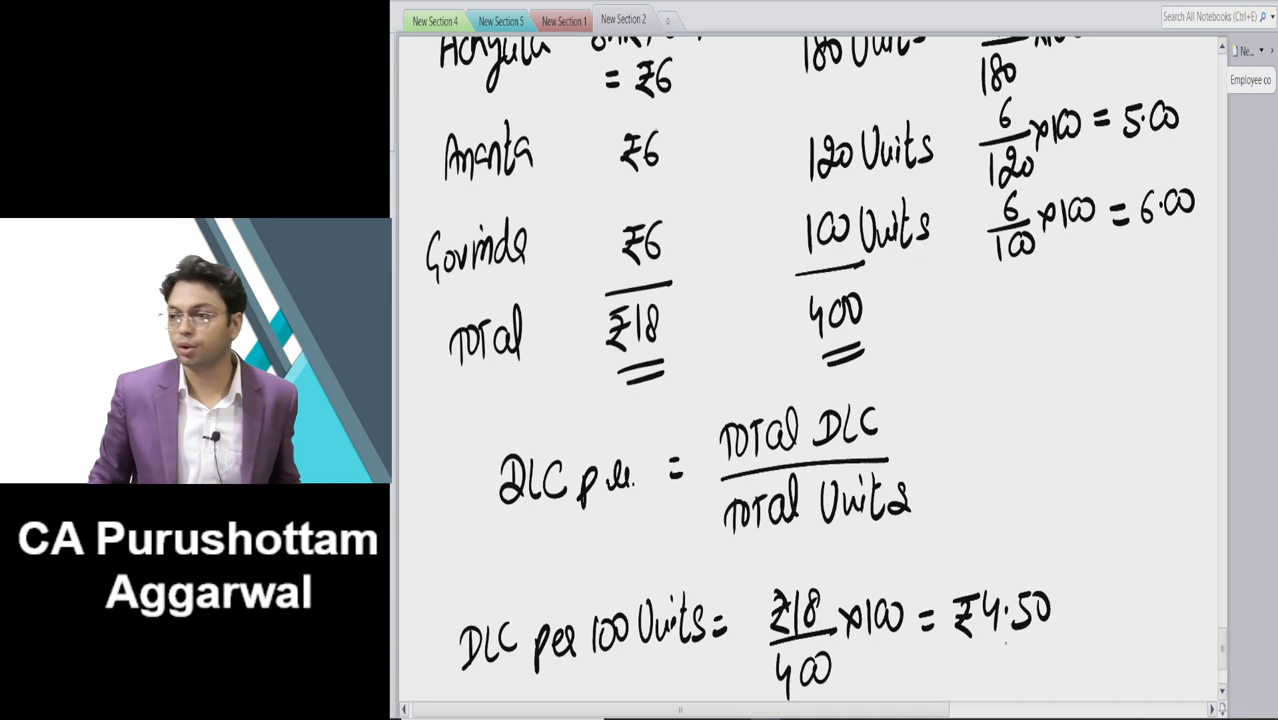 New Section 4 New Section 5 New Section 1 New Section 2
Search All Notebooks (Ctrl+E)
Ne...
Employee co
180 Units
180
= ₹6
Ananta ₹6 120 Units 6/120 ×100 = 5.00
Govinda ₹6 100 Units 6/100 ×100 = 6.00
Total ₹18 400
DLC p.u. = Total DLC / Total Units
DLC per 100 Units = ₹18/400 ×100 = ₹4.50
CA Purushottam
Aggarwal